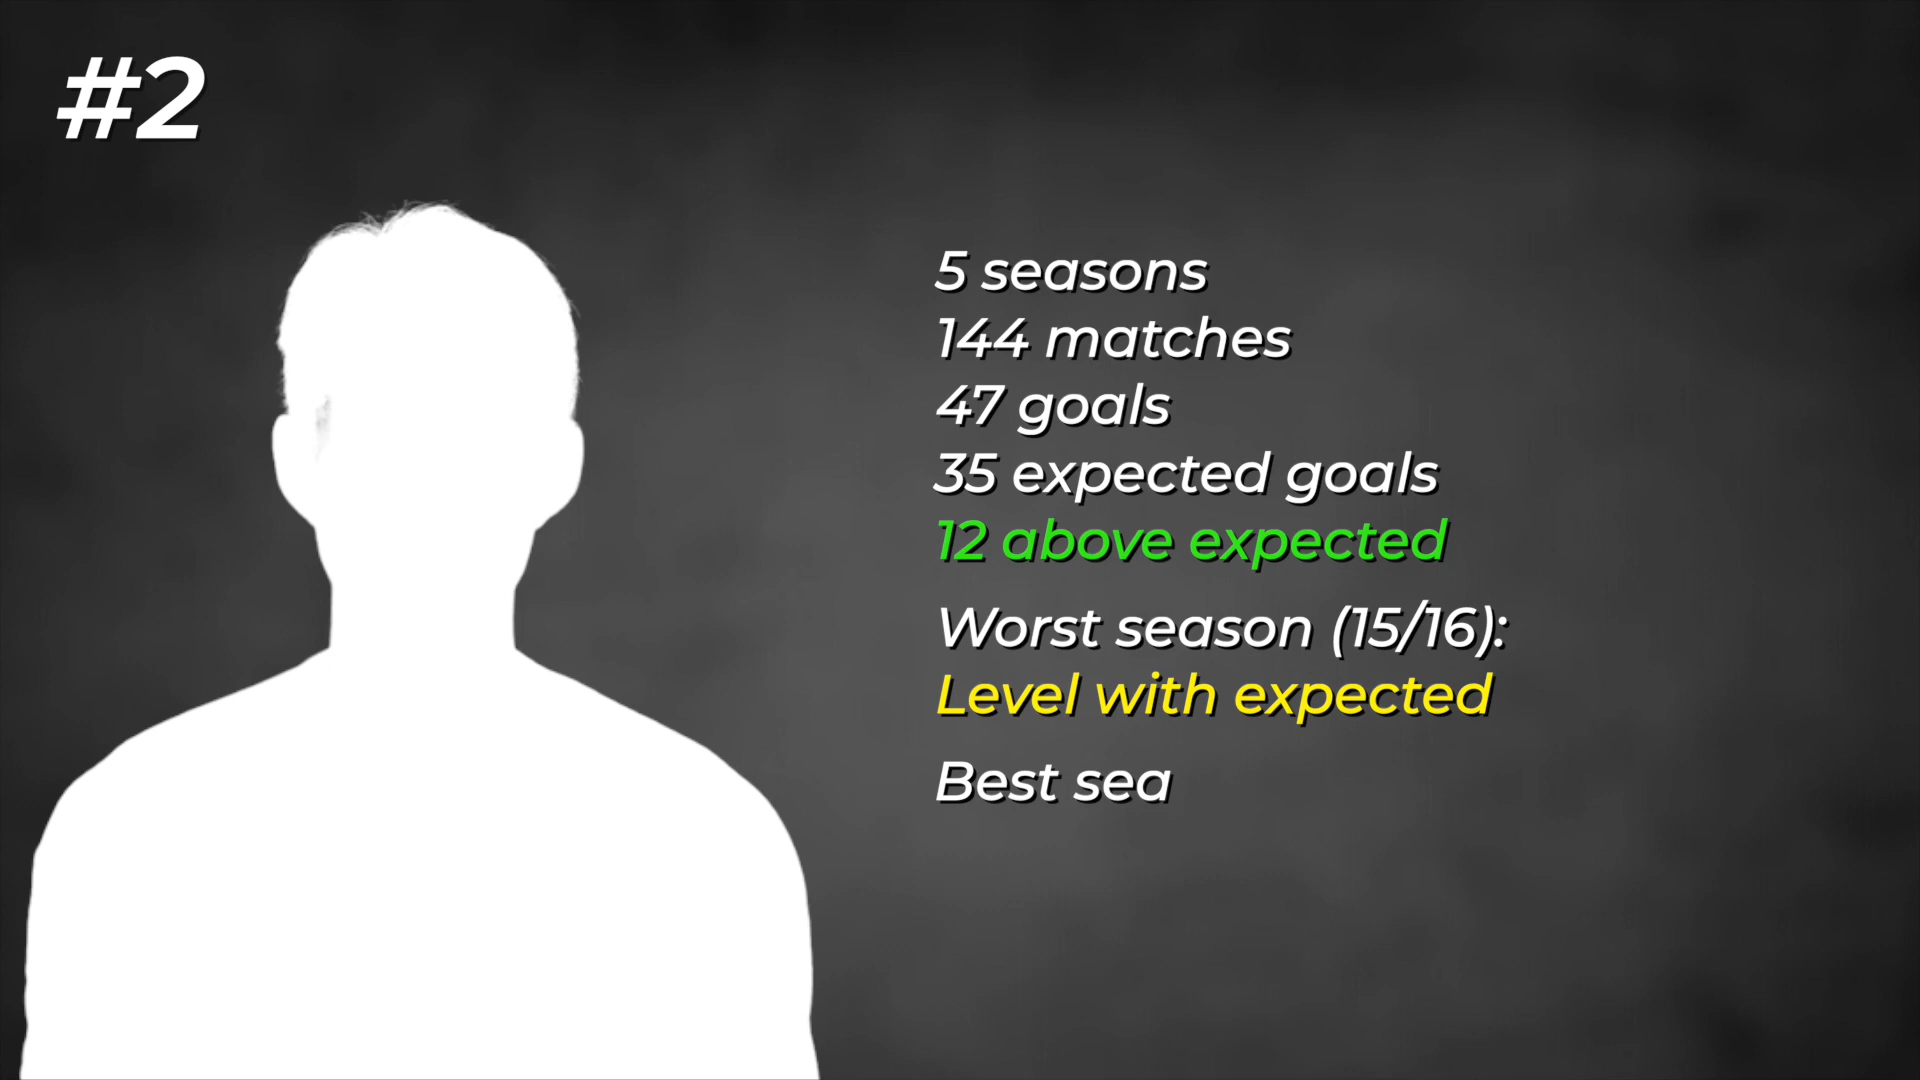 #2
5 seasons
144 matches
47 goals
35 expected goals
12 above expected
Worst season (15/16):
Level with expected
Best sea